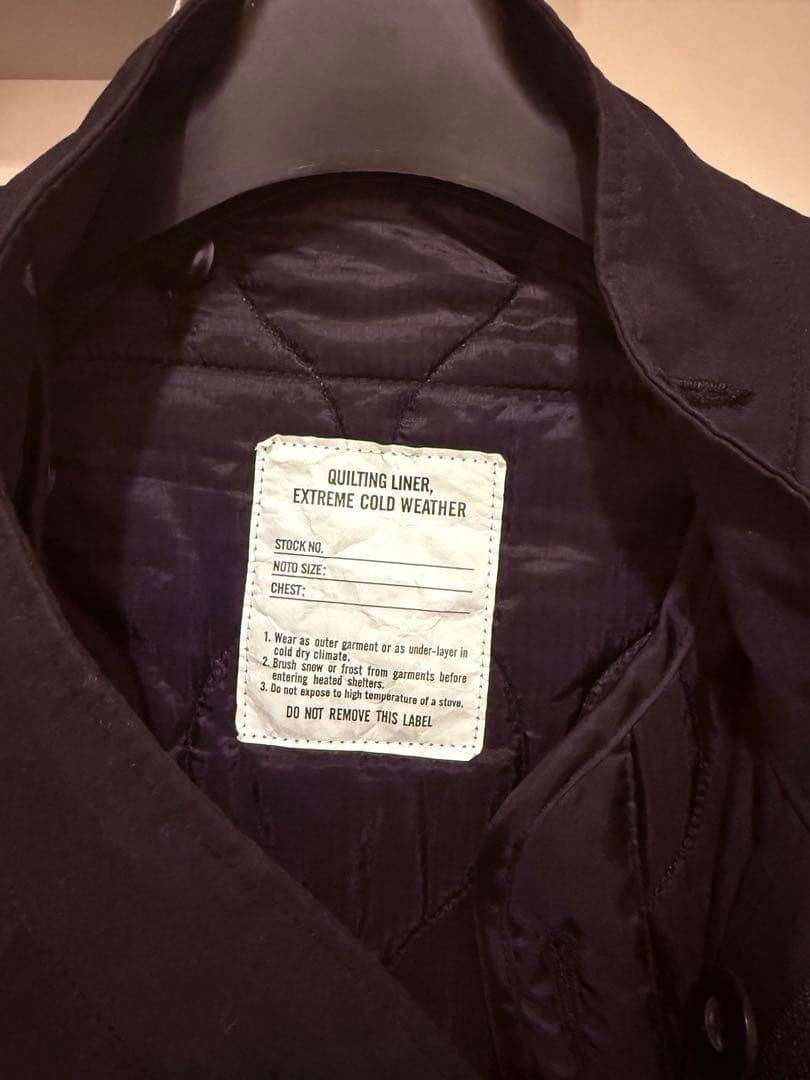 QUILTING LINER,
EXTREME COLD WEATHER
STOCK NO.
NOTO SIZE:
CHEST:
1. Wear as outer garment or as under-layer in
cold dry climate.
2. Brush snow or frost from garments before
entering heated shelters.
3. Do not expose to high temperature of a stove.
DO NOT REMOVE THIS LABEL